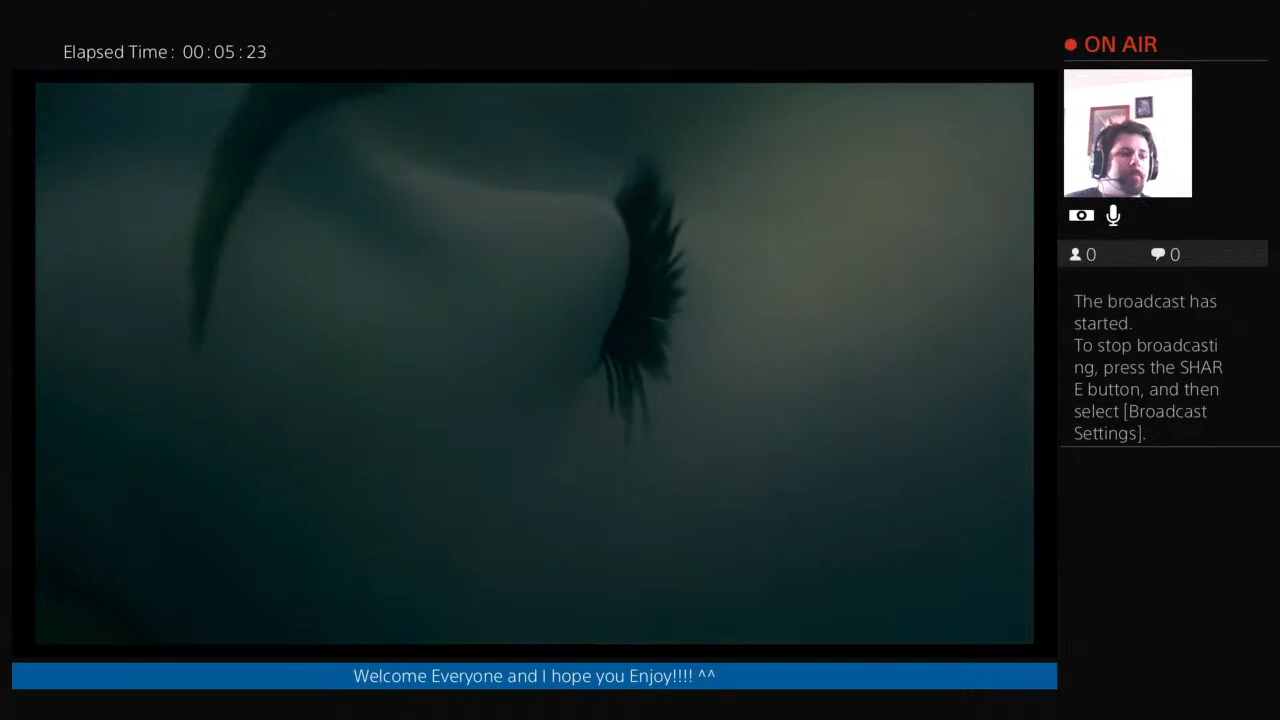 Elapsed Time: 00:05:23
ON AIR
0 0
The broadcast has
started.
To stop broadcasti
ng, press the SHAR
E button, and then
select [Broadcast
Settings].
Welcome Everyone and I hope you Enjoy!!!! ^^